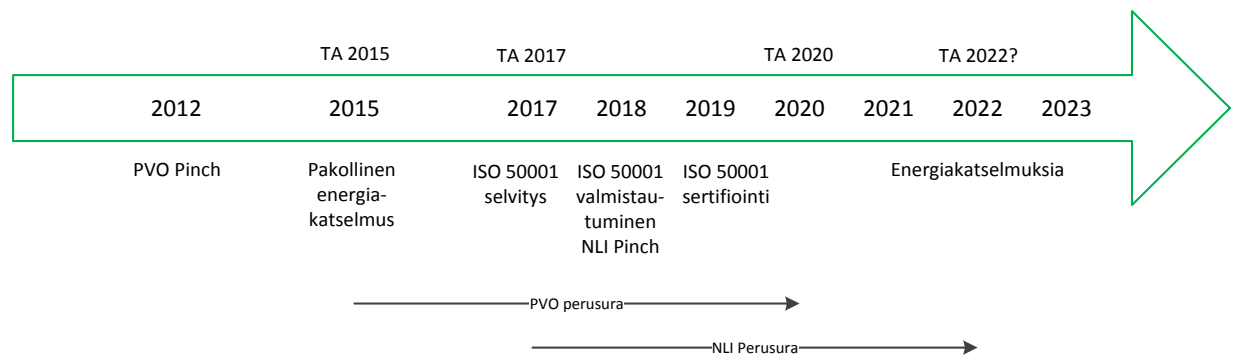 TA 2015 TA 2017 TA 2020 TA 2022?
2012 2015 2017 2018 2019 2020 2021 2022 2023
PVO Pinch
Pakollinen
energia-
katselmus
ISO 50001
selvitys
ISO 50001
valmistau-
tuminen
NLI Pinch
ISO 50001
sertifiointi
Energiakatselmuksia
PVO perusura
NLI Perusura